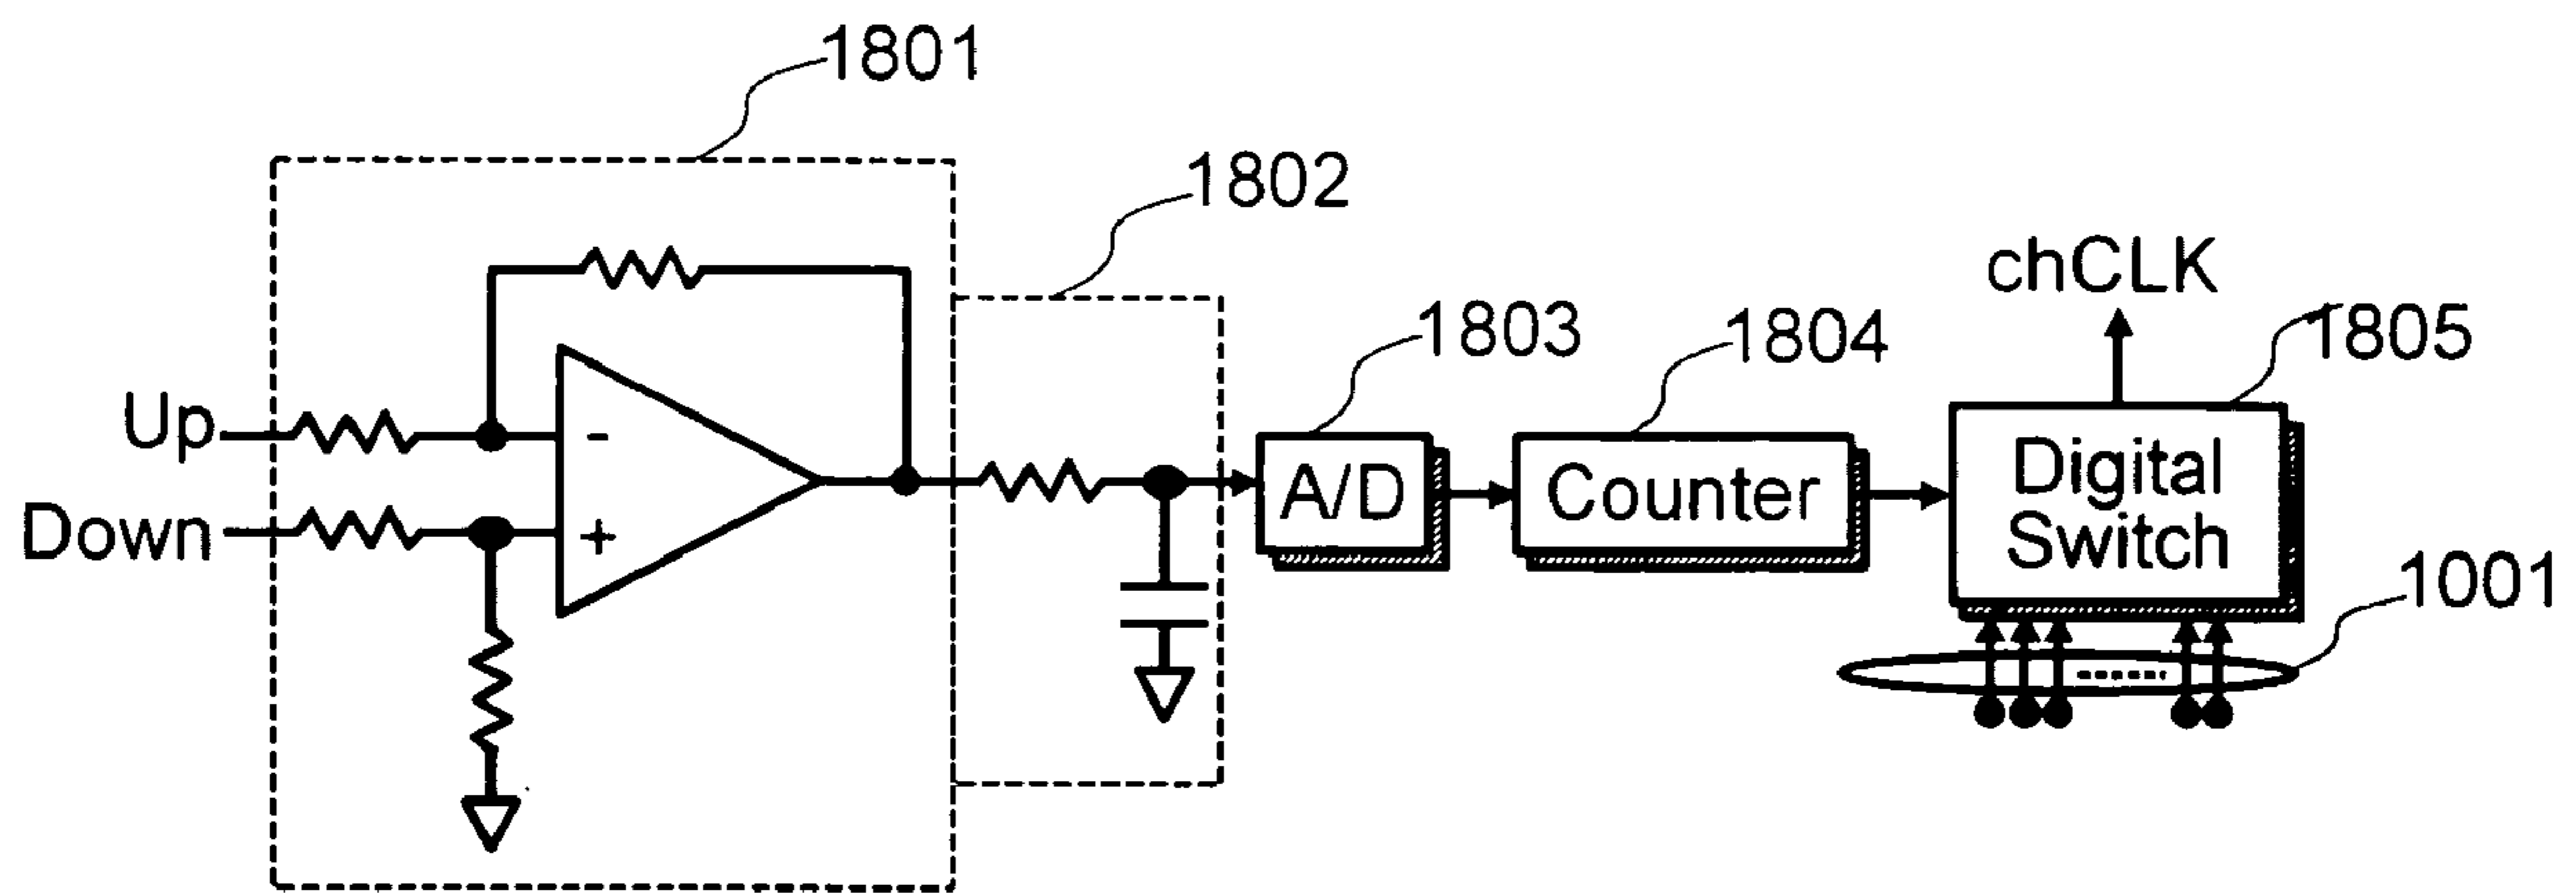 1801
1802
chCLK
1803
1804
1805
Up
-
Down
+
A/D
Counter
Digital
Switch
1001